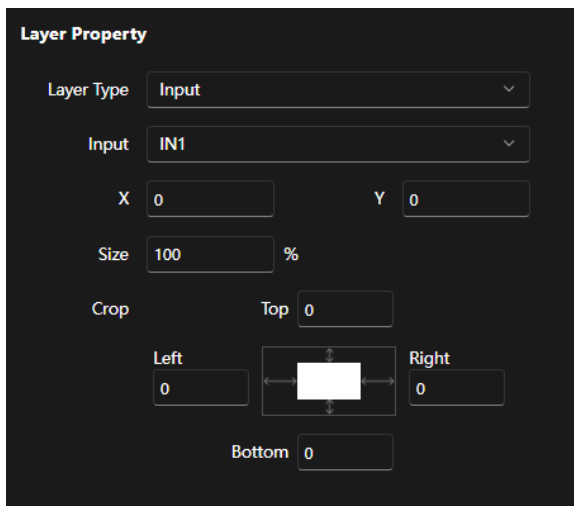 Layer Property
Layer Type Input
Input IN1
X 0 Y 0
Size 100 %
Crop Top 0
Left Right
0 0
Bottom 0